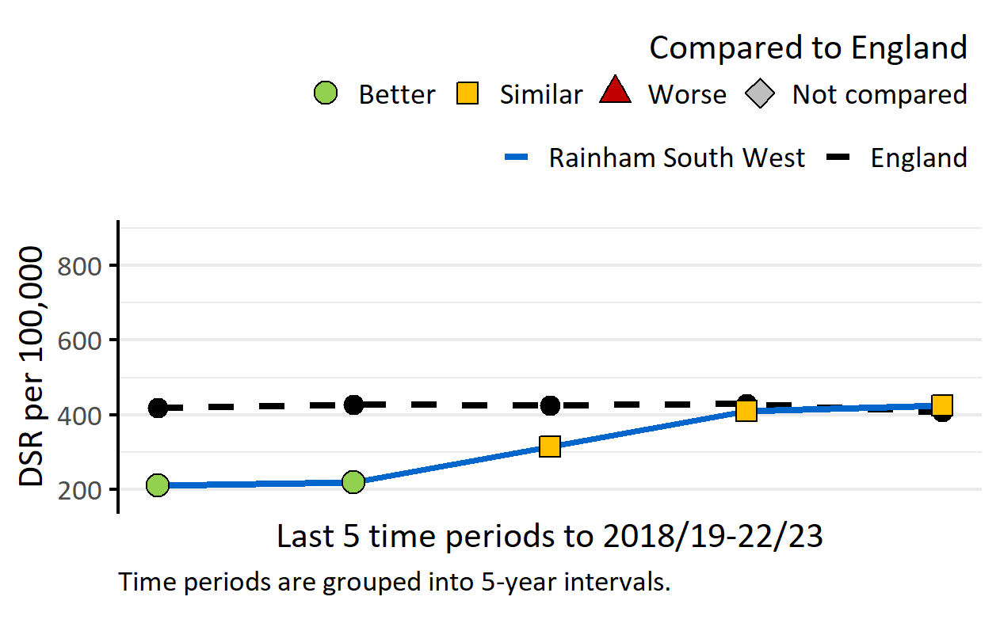 Compared to England
Better Similar Worse Not compared
Rainham South West England
DSR per 100,000
800
600
400
200
Last 5 time periods to 2018/19-22/23
Time periods are grouped into 5-year intervals.